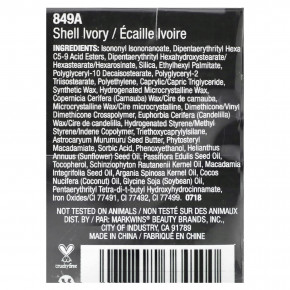 849A
Shell Ivory / Écaille Ivoire
INGREDIENTS: Isononyl Isononanoate, Dipentaerythrityl Hexa
C5-9 Acid Esters, Dipentaerythrityl Hexahydroxystearate/
Hexastearate/Hexarosinate, Silica, Ethylhexyl Palmitate,
Polyglyceryl-10 Decaisostearate, Polyglyceryl-2
Triisostearate, Polyethylene, Caprylic/Capric Triglyceride,
Synthetic Wax, Hydrogenated Microcrystalline Wax,
Copernicia Cerifera (Carnauba) Wax/Cire de carnauba,
Microcrystalline Wax/Cire microcrystalline, Dimethicone/Vinyl
Dimethicone Crosspolymer, Euphorbia Cerifera (Candelilla)
Wax/Cire de candelilla, Hydrogenated Styrene/Methyl
Styrene/Indene Copolymer, Triethoxycaprylylsilane,
Astrocaryum Murumuru Seed Butter, Phytosteryl
Macadamiate, Sorbic Acid, Phenoxyethanol, Helianthus
Annuus (Sunflower) Seed Oil, Passiflora Edulis Seed Oil,
Tocopherol, Schinziophyton Rautanenii Kernel Oil, Macadamia
Integrifolia Seed Oil, Argania Spinosa Kernel Oil, Cocos
Nucifera (Coconut) Oil, Glycine Soja (Soybean) Oil,
Pentaerythrityl Tetra-di-t-butyl Hydroxyhydrocinnamate,
Iron Oxides/CI 77491, CI 77492, CI 77499. 0718
NOT TESTED ON ANIMALS / NON TESTÉ SUR DES ANIMAUX
DIST. BY / PAR: MARKWINS® BEAUTY BRANDS, INC.,
CITY OF INDUSTRY, CA 91789
MADE IN CHINA / FABRIQUÉ EN CHINE
crueltyfree